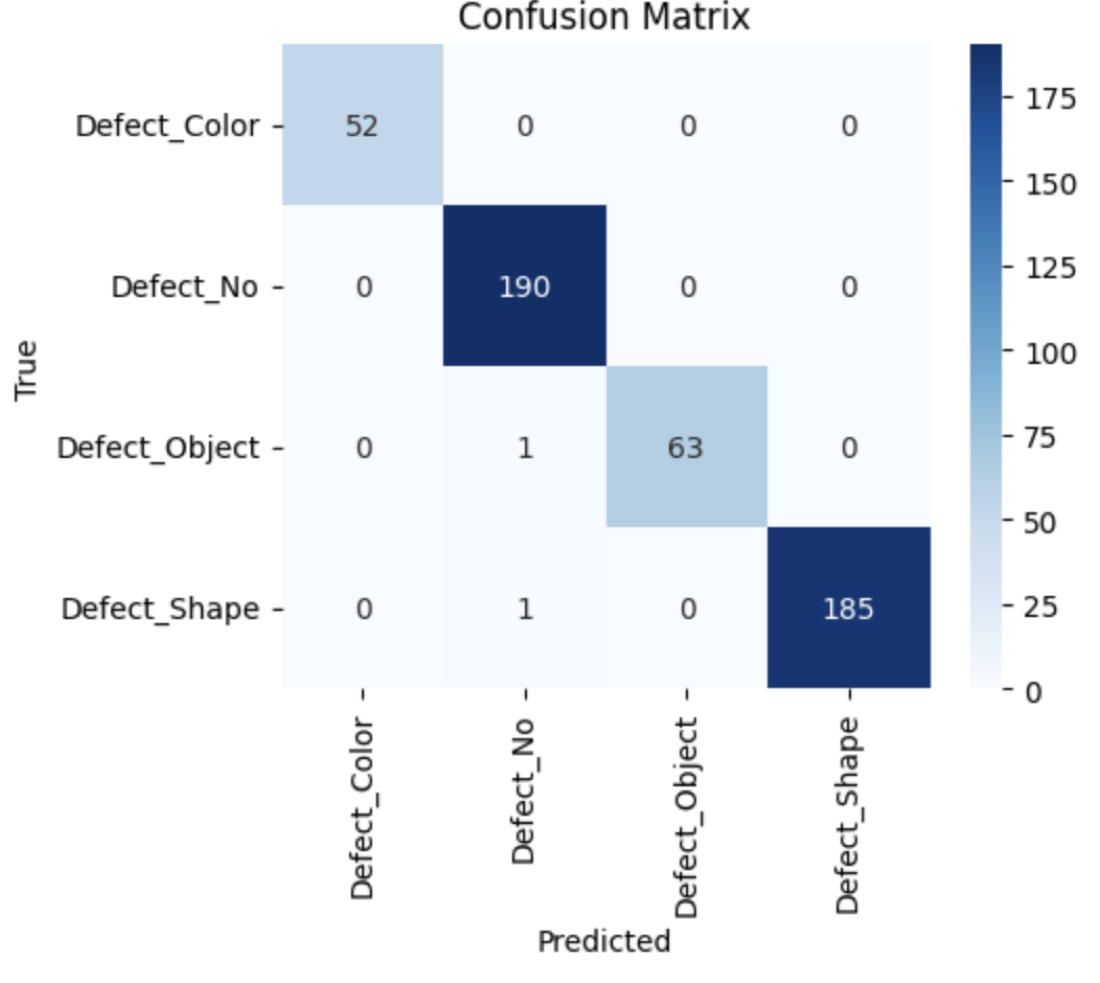 Confusion Matrix
Defect_Color 52 0 0 0
Defect_No 0 190 0 0
Defect_Object 0 1 63 0
Defect_Shape 0 1 0 185
True
Defect_Color Defect_No Defect_Object Defect_Shape
Predicted
175
150
125
100
75
50
25
0